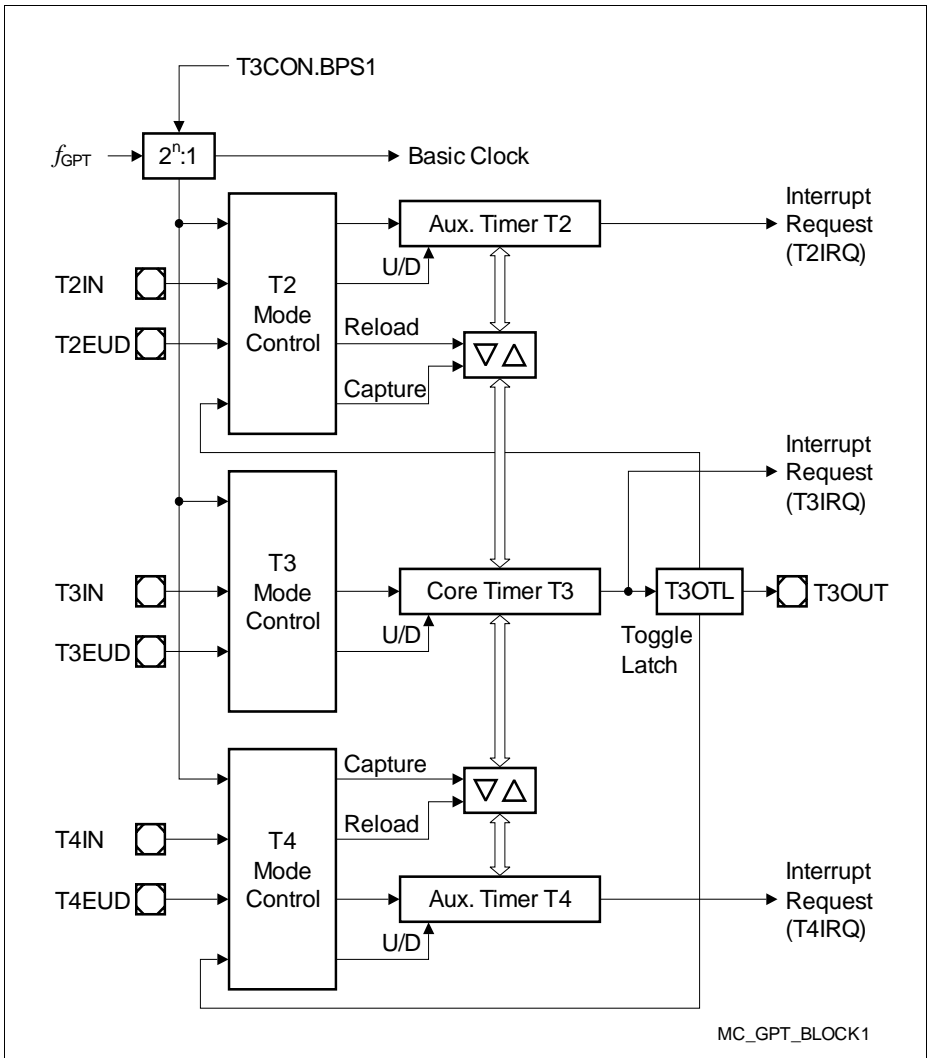 T3CON.BPS1
fGPT
2n:1
Basic Clock
Interrupt
Request
(T2IRQ)
Aux. Timer T2
U/D
T2IN
T2
Mode
Control
T2EUD
Reload
Capture
Interrupt
Request
(T3IRQ)
T3
Mode
Control
T3IN
Core Timer T3
T3OTL
T3OUT
U/D
T3EUD
Toggle
Latch
Capture
Reload
T4IN
T4
Mode
Control
T4EUD
Aux. Timer T4
U/D
Interrupt
Request
(T4IRQ)
MC_GPT_BLOCK1